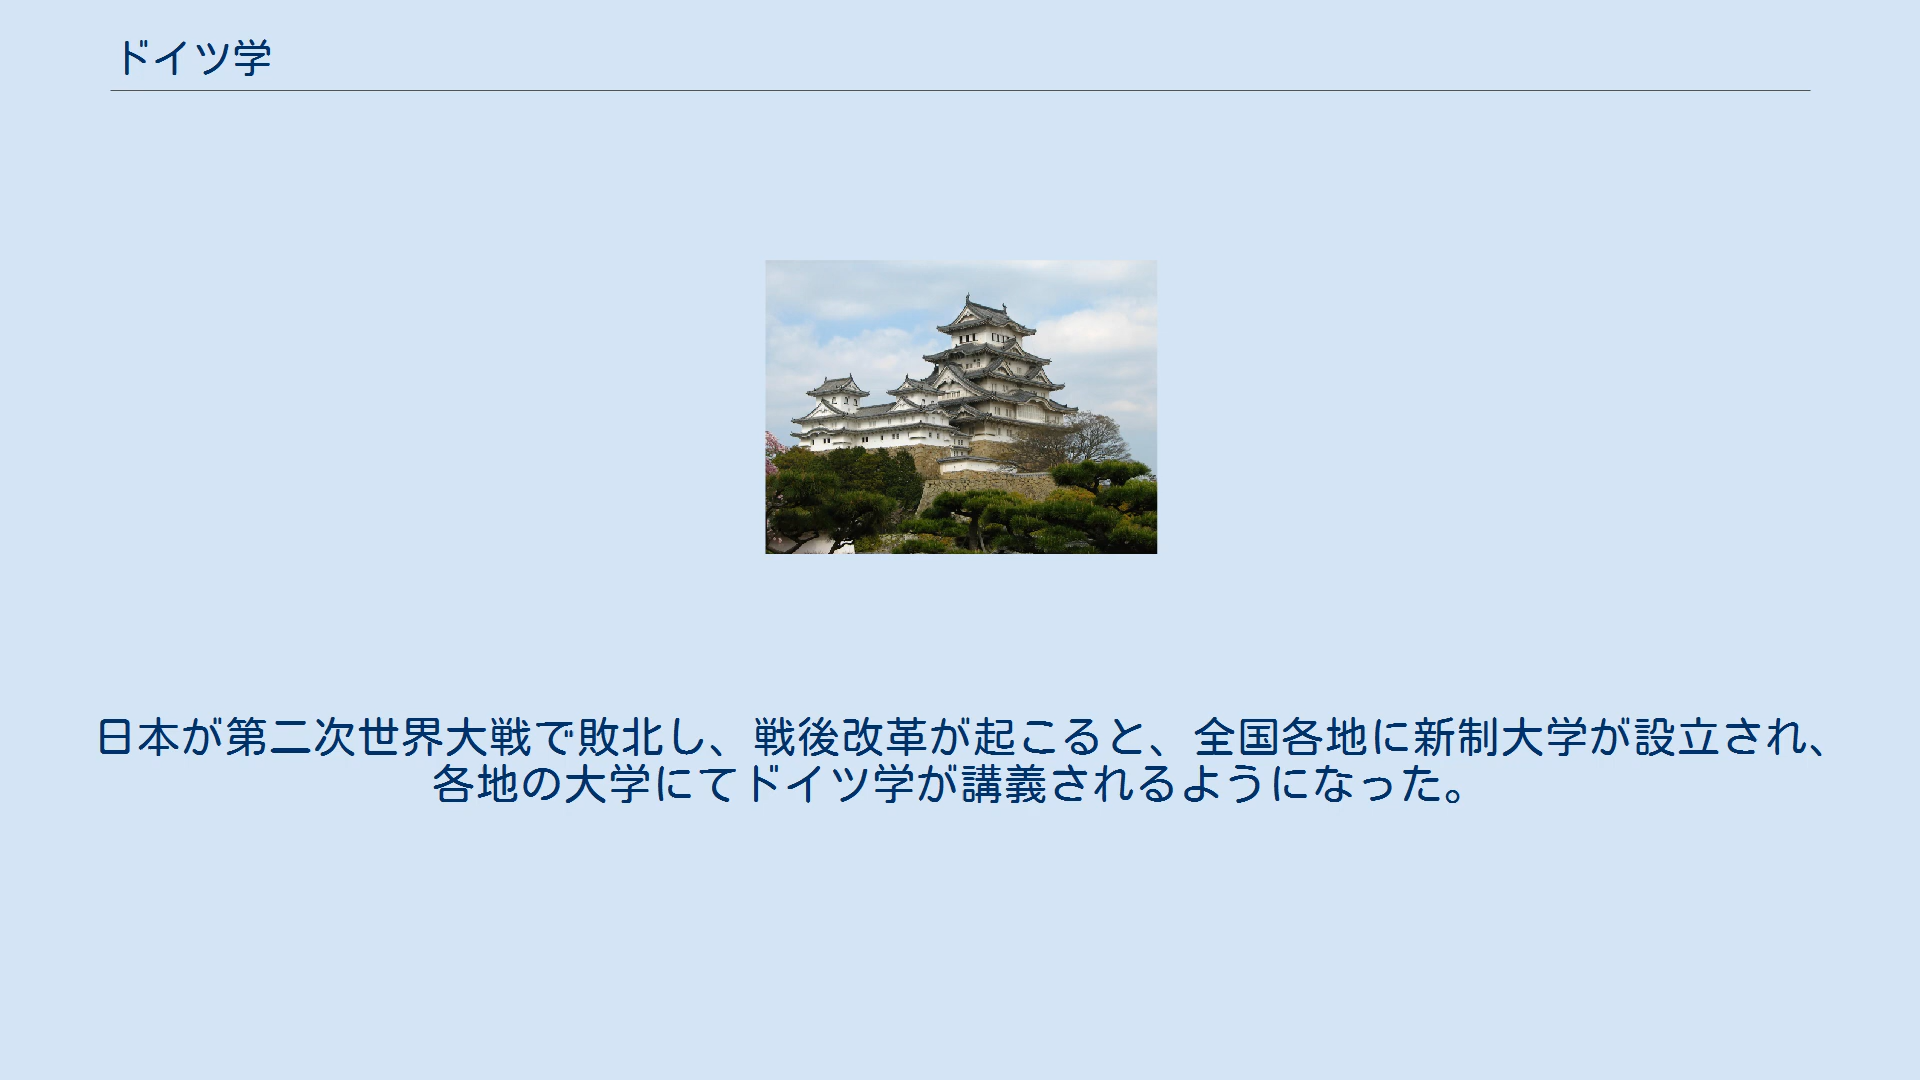 ドイツ学
日本が第二次世界大戦で敗北し、戦後改革が起こると、全国各地に新制大学が設立され、
各地の大学にてドイツ学が講義されるようになった。